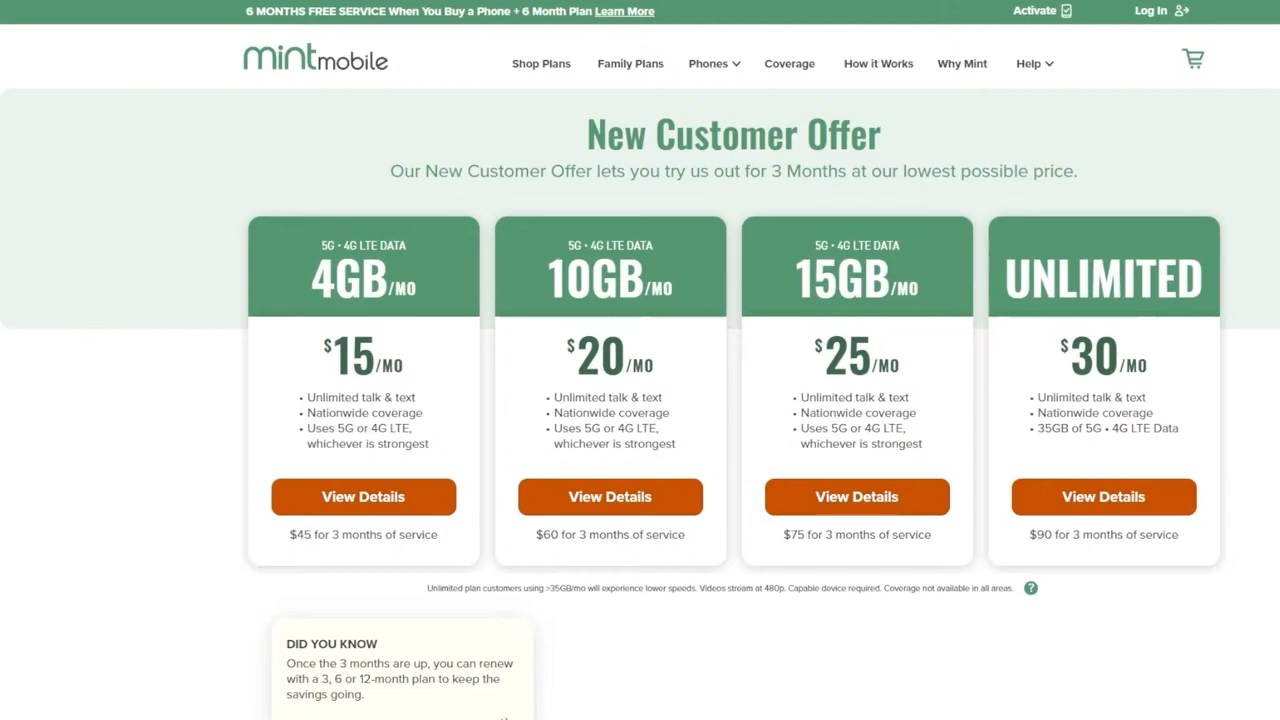 6 MONTHS FREE SERVICE When You Buy a Phone + 6 Month Plan Learn More
Activate
Log In
mintmobile
Shop Plans
Family Plans
Phones
Coverage
How it Works
Why Mint
Help
New Customer Offer
Our New Customer Offer lets you try us out for 3 Months at our lowest possible price.
5G • 4G LTE DATA
4GB/MO
$15/MO
• Unlimited talk & text
• Nationwide coverage
• Uses 5G or 4G LTE,
whichever is strongest
View Details
$45 for 3 months of service
5G • 4G LTE DATA
10GB/MO
$20/MO
• Unlimited talk & text
• Nationwide coverage
• Uses 5G or 4G LTE,
whichever is strongest
View Details
$60 for 3 months of service
5G • 4G LTE DATA
15GB/MO
$25/MO
• Unlimited talk & text
• Nationwide coverage
• Uses 5G or 4G LTE,
whichever is strongest
View Details
$75 for 3 months of service
UNLIMITED
$30/MO
• Unlimited talk & text
• Nationwide coverage
• 35GB of 5G • 4G LTE Data
View Details
$90 for 3 months of service
Unlimited plan customers using >35GB/mo will experience lower speeds. Videos stream at 480p. Capable device required. Coverage not available in all areas. ?
DID YOU KNOW
Once the 3 months are up, you can renew
with a 3, 6 or 12-month plan to keep the
savings going.